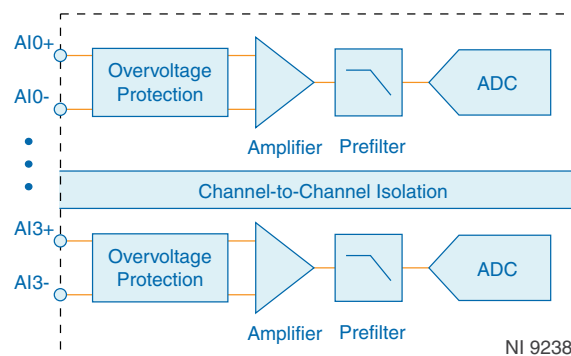 AI0+
Overvoltage
Protection
ADC
AI0-
Amplifier Prefilter
Channel-to-Channel Isolation
AI3+
Overvoltage
Protection
ADC
AI3-
Amplifier Prefilter
NI 9238